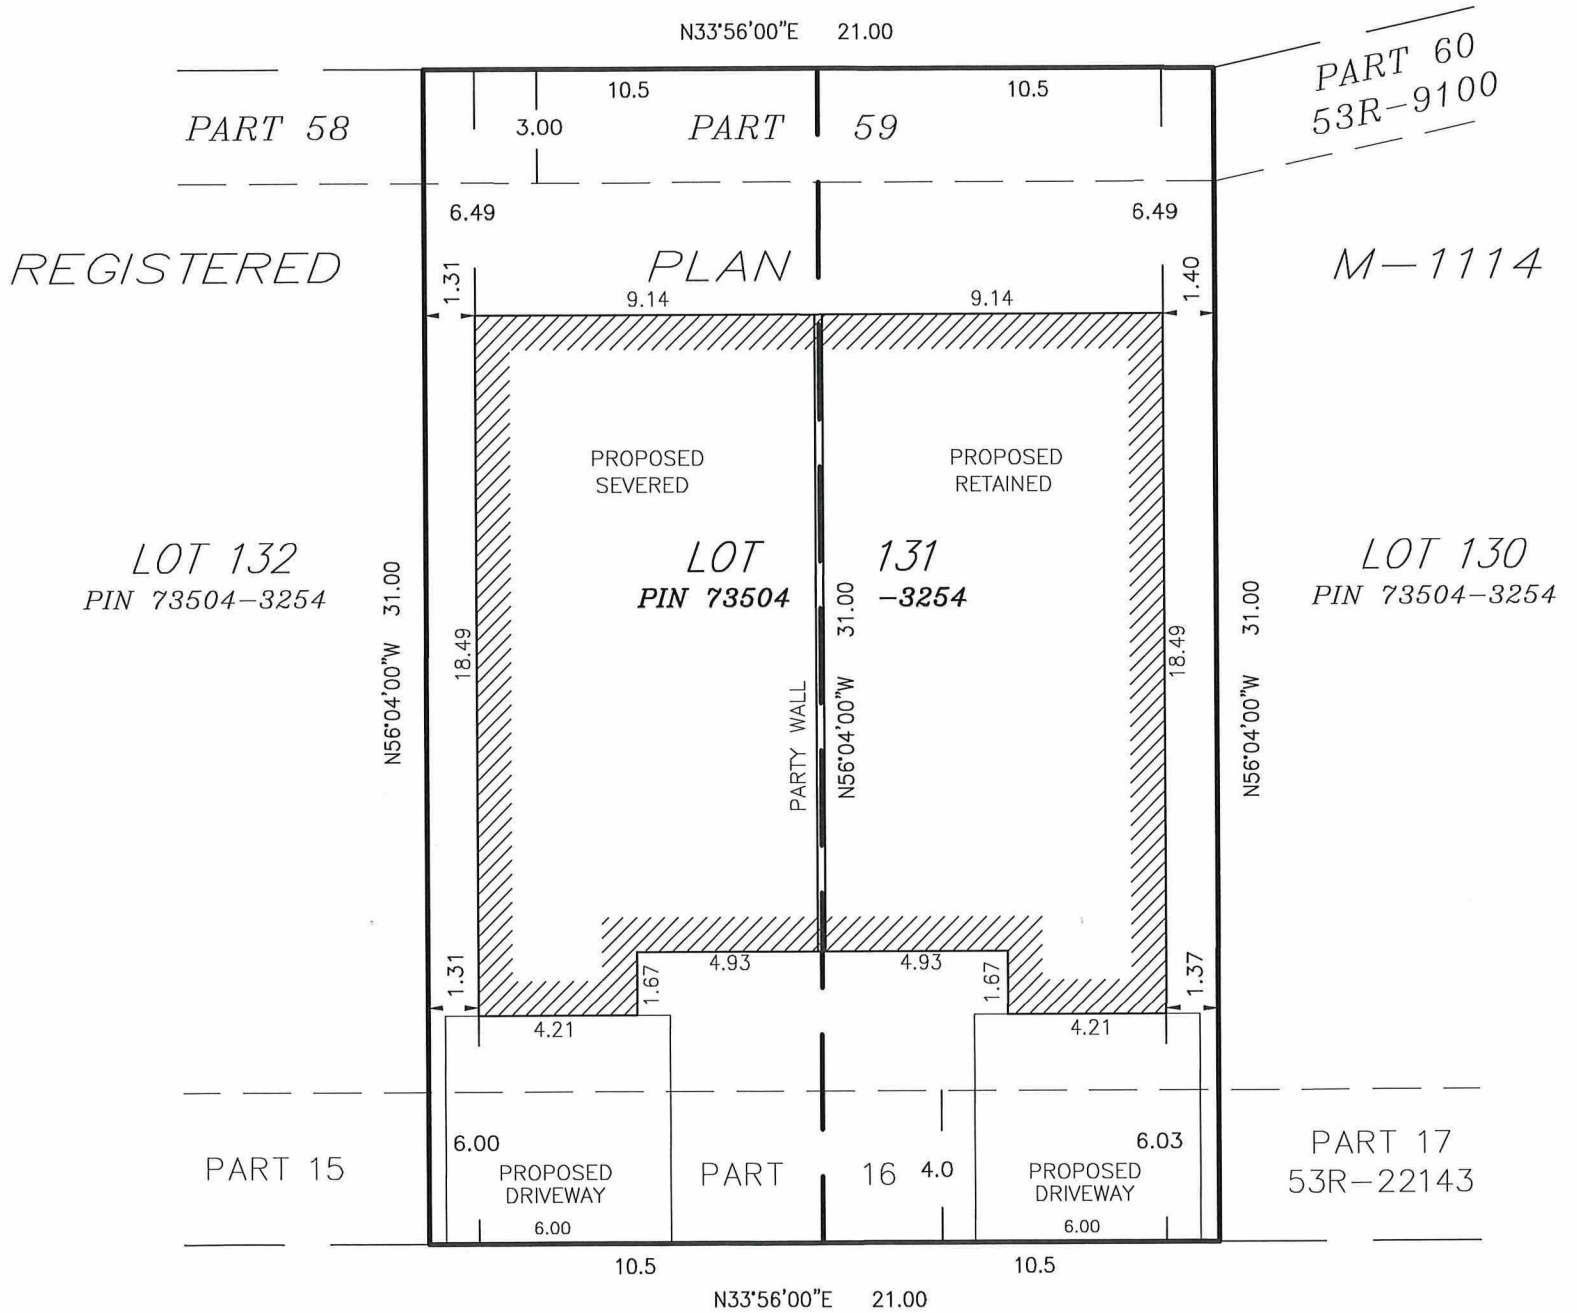 N33°56'00"E 21.00
PART 60
53R-9100
10.5 10.5
PART 58 3.00 PART 59
6.49 6.49
REGISTERED PLAN M-1114
1.31 1.40
9.14 9.14
PROPOSED
SEVERED
PROPOSED
RETAINED
LOT 132
PIN 73504-3254
LOT 131
PIN 73504 -3254
LOT 130
PIN 73504-3254
N56°04'00"W 31.00
18.49
PARTY WALL
N56°04'00"W 31.00
18.49
N56°04'00"W 31.00
1.31
4.93 4.93
1.67 1.67
1.37
4.21 4.21
6.00 6.03
PART 15
PROPOSED
DRIVEWAY
6.00
PART 16 4.0
PROPOSED
DRIVEWAY
6.00
PART 17
53R-22143
10.5 10.5
N33°56'00"E 21.00